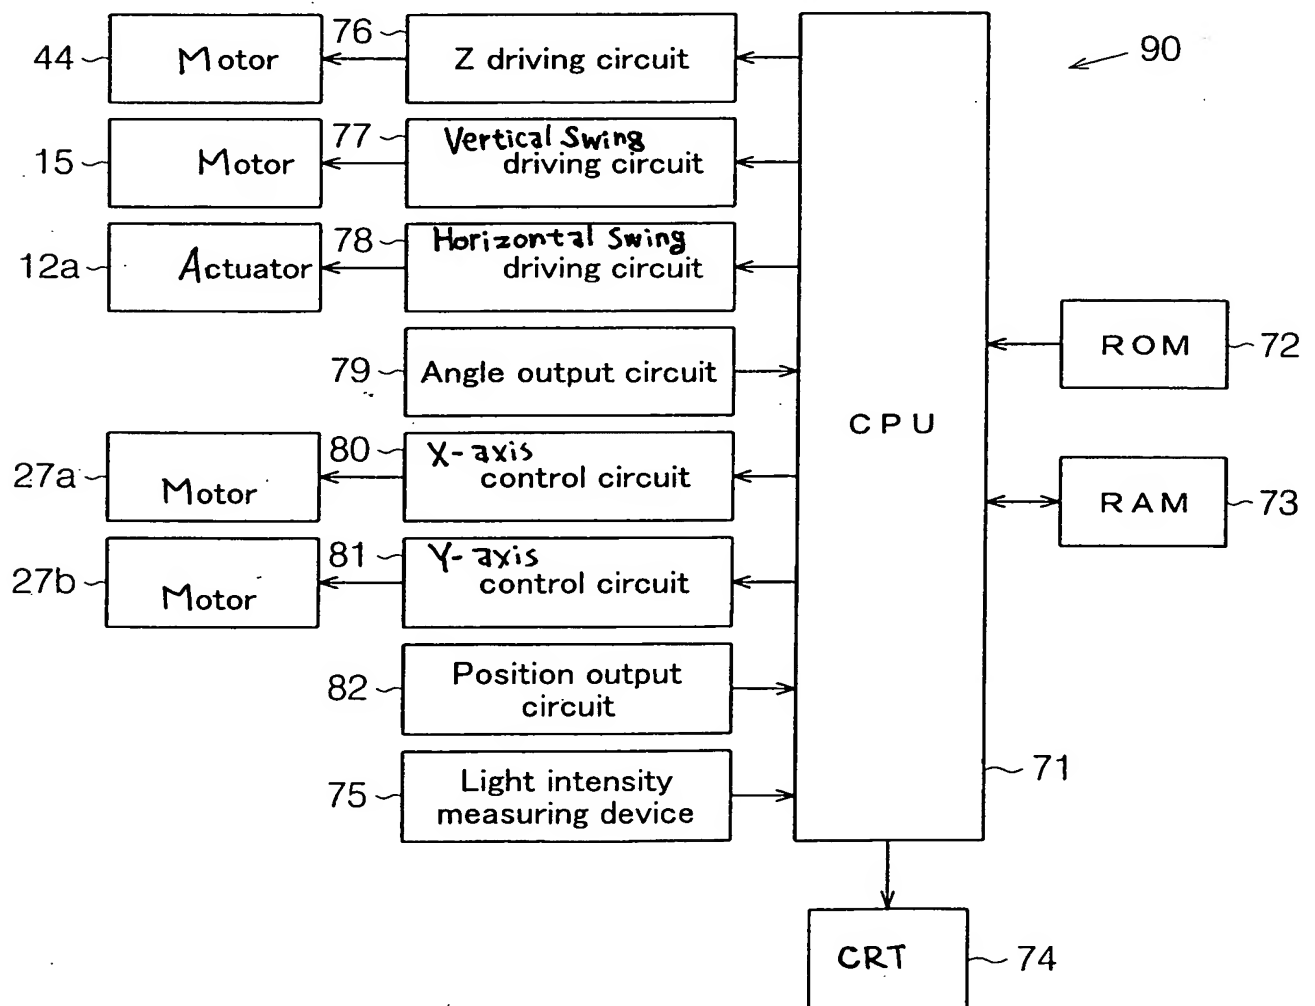 76
44 Motor Z driving circuit
90
77
15 Motor Vertical Swing
driving circuit
78
12a Actuator Horizontal Swing
driving circuit
ROM 72
79 Angle output circuit
CPU
80 X-axis
27a Motor control circuit
RAM 73
81 Y-axis
27b Motor control circuit
82 Position output
circuit
71
75 Light intensity
measuring device
CRT 74